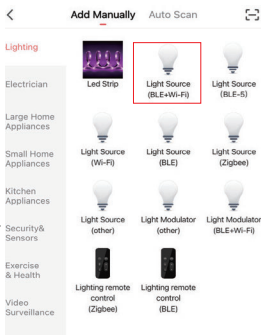 Add Manually Auto Scan
Lighting
Electrician
Large Home
Appliances
Small Home
Appliances
Kitchen
Appliances
Security&
Sensors
Exercise
& Health
Video
Surveillance
Led Strip
Light Source
(BLE+Wi-Fi)
Light Source
(BLE-5)
Light Source
(Wi-Fi)
Light Source
(BLE)
Light Source
(Zigbee)
Light Source
(other)
Light Modulator
(other)
Light Modulator
(BLE+Wi-Fi)
Lighting remote
control
(Zigbee)
Lighting remote
control
(BLE)